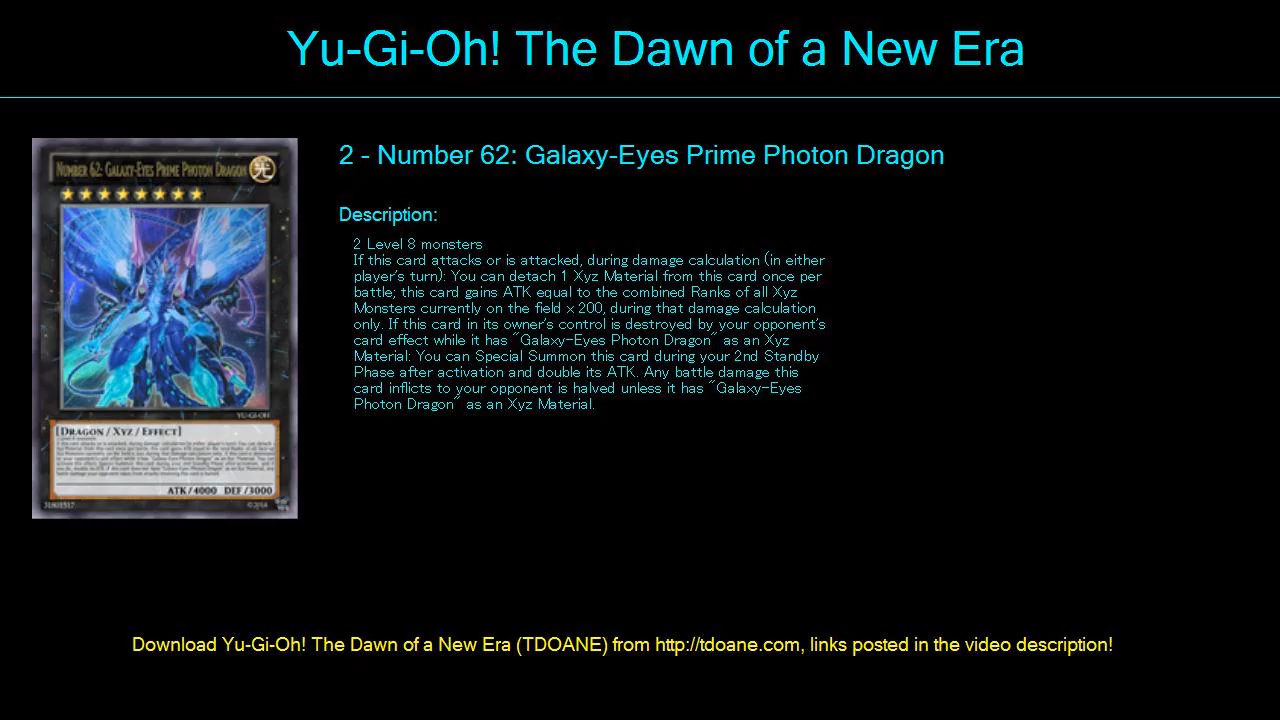 Yu-Gi-Oh! The Dawn of a New Era
NUMBER 62: GALAXY-EYES PRIME PHOTON DRAGON
光
YU-GI-OH
[DRAGON / XYZ / EFFECT]
ATK/4000 DEF/3000
31801517
2 - Number 62: Galaxy-Eyes Prime Photon Dragon
Description:
2 Level 8 monsters
If this card attacks or is attacked, during damage calculation (in either
player's turn): You can detach 1 Xyz Material from this card once per
battle; this card gains ATK equal to the combined Ranks of all Xyz
Monsters currently on the field x 200, during that damage calculation
only. If this card in its owner's control is destroyed by your opponent's
card effect while it has "Galaxy-Eyes Photon Dragon" as an Xyz
Material: You can Special Summon this card during your 2nd Standby
Phase after activation and double its ATK. Any battle damage this
card inflicts to your opponent is halved unless it has "Galaxy-Eyes
Photon Dragon" as an Xyz Material.
Download Yu-Gi-Oh! The Dawn of a New Era (TDOANE) from http://tdoane.com, links posted in the video description!